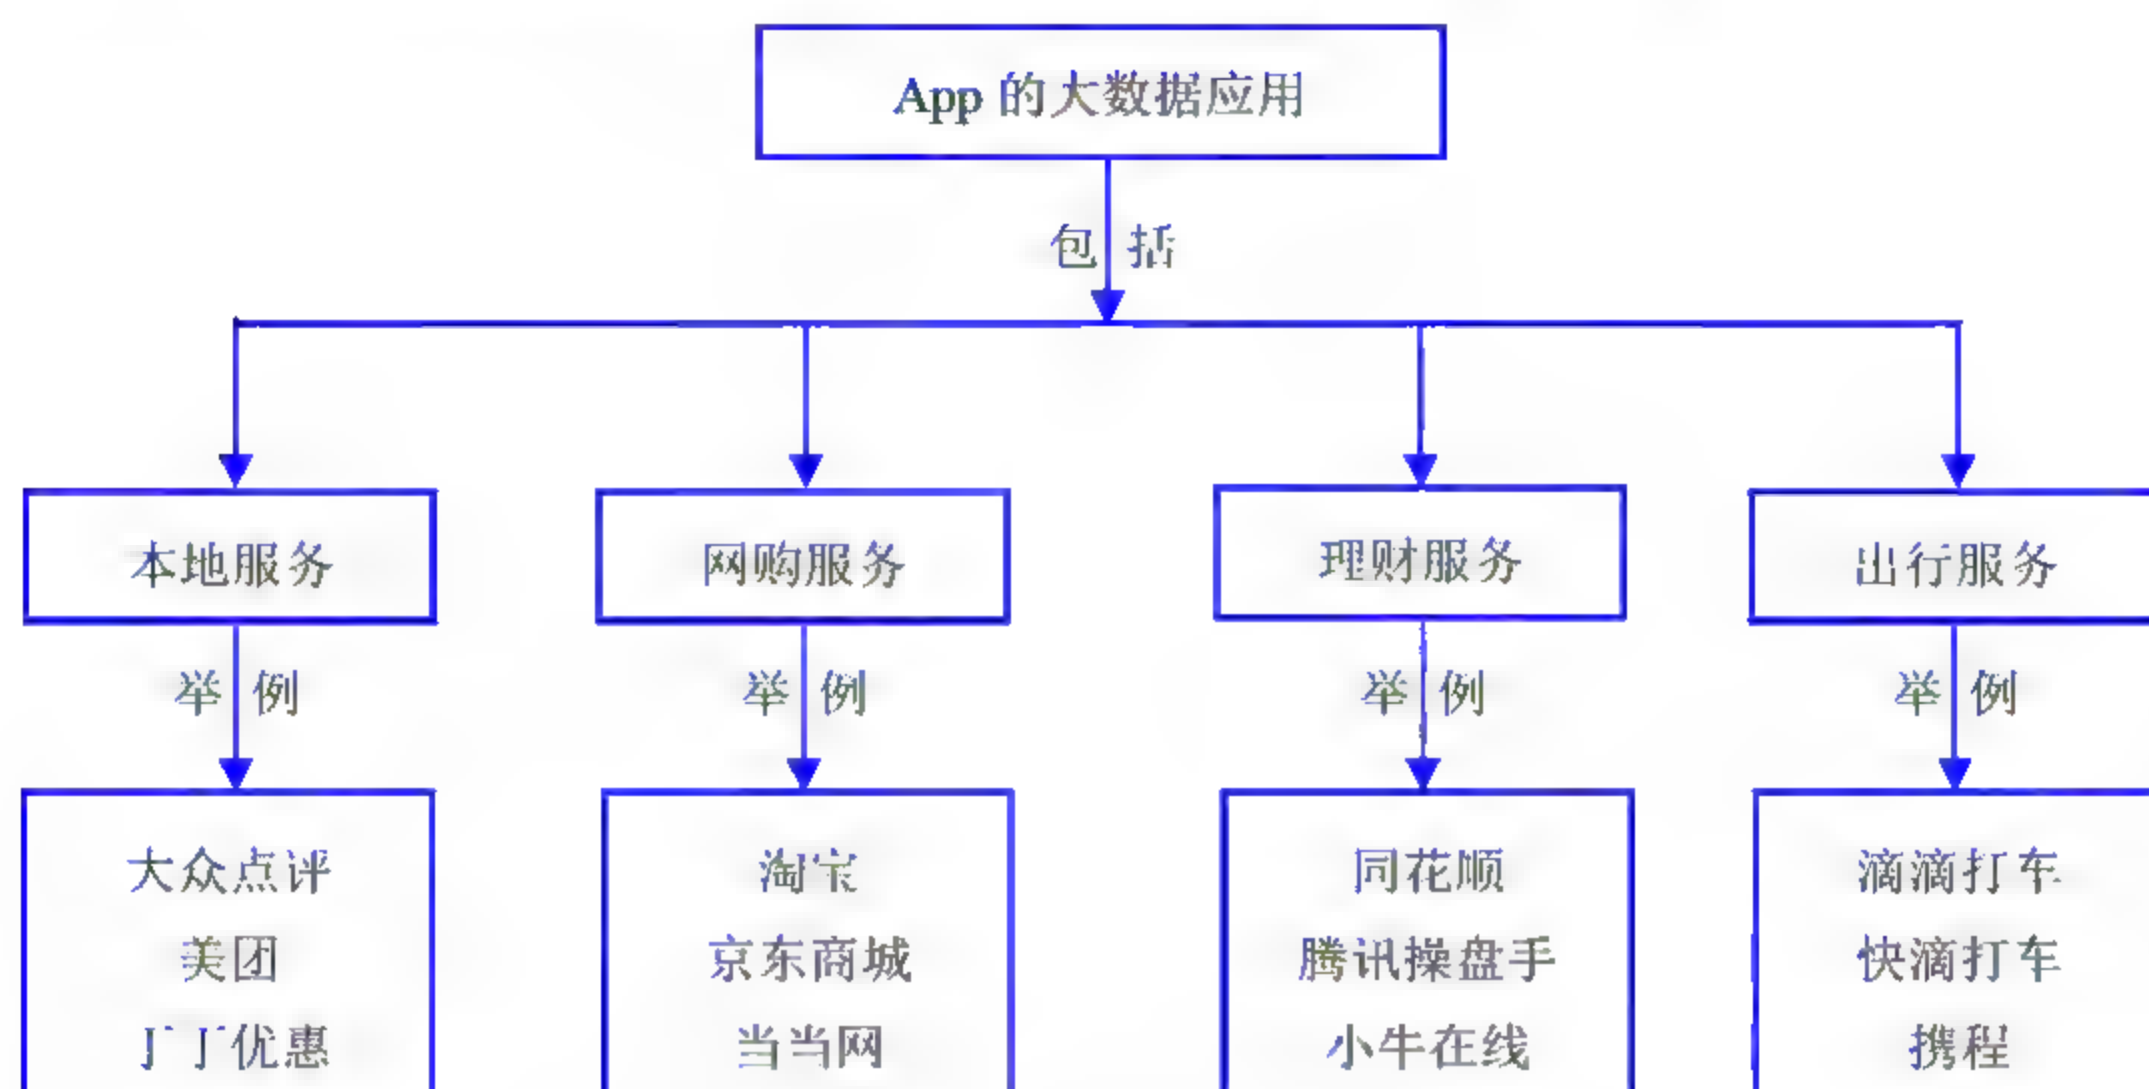 App 的大数据应用
包 括
本地服务
网购服务
理财服务
出行服务
举 例
举 例
举 例
举 例
大众点评
美团
丁丁优惠
淘宝
京东商城
当当网
同花顺
腾讯操盘手
小牛在线
滴滴打车
快滴打车
携程